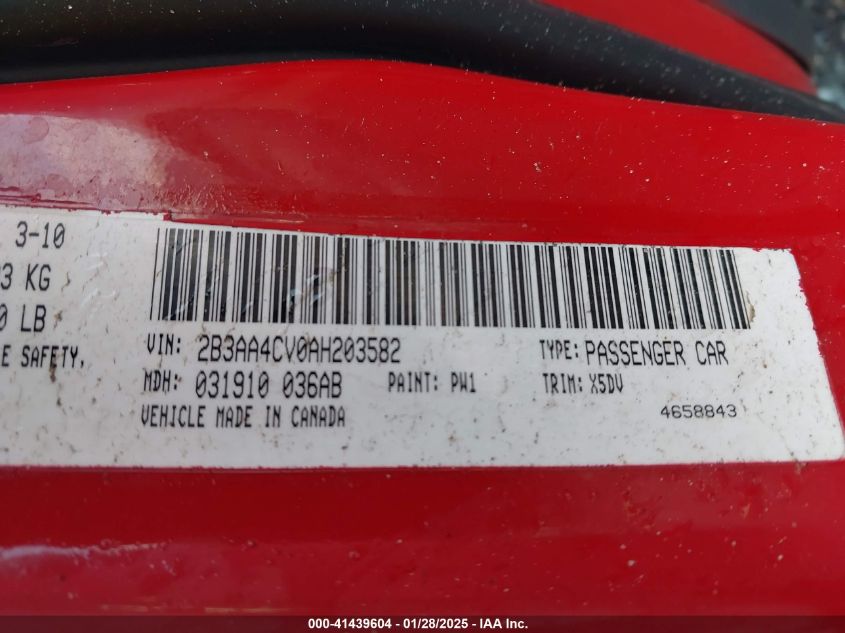 3-10
3 KG
0 LB
E SAFETY.
VIN: 2B3AA4CV0AH203582 TYPE: PASSENGER CAR
MDH: 031910 036AB PAINT: PW1 TRIM: X5DV
VEHICLE MADE IN CANADA 4658843
000-41439604 - 01/28/2025 - IAA Inc.